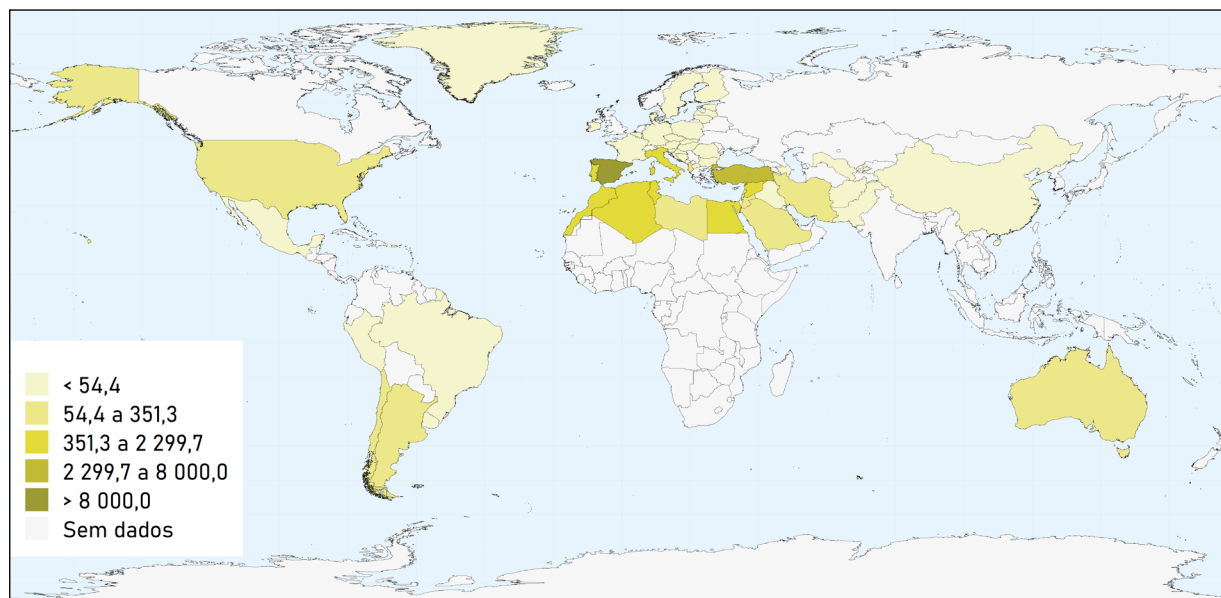 < 54,4
54,4 a 351,3
351,3 a 2 299,7
2 299,7 a 8 000,0
> 8 000,0
Sem dados